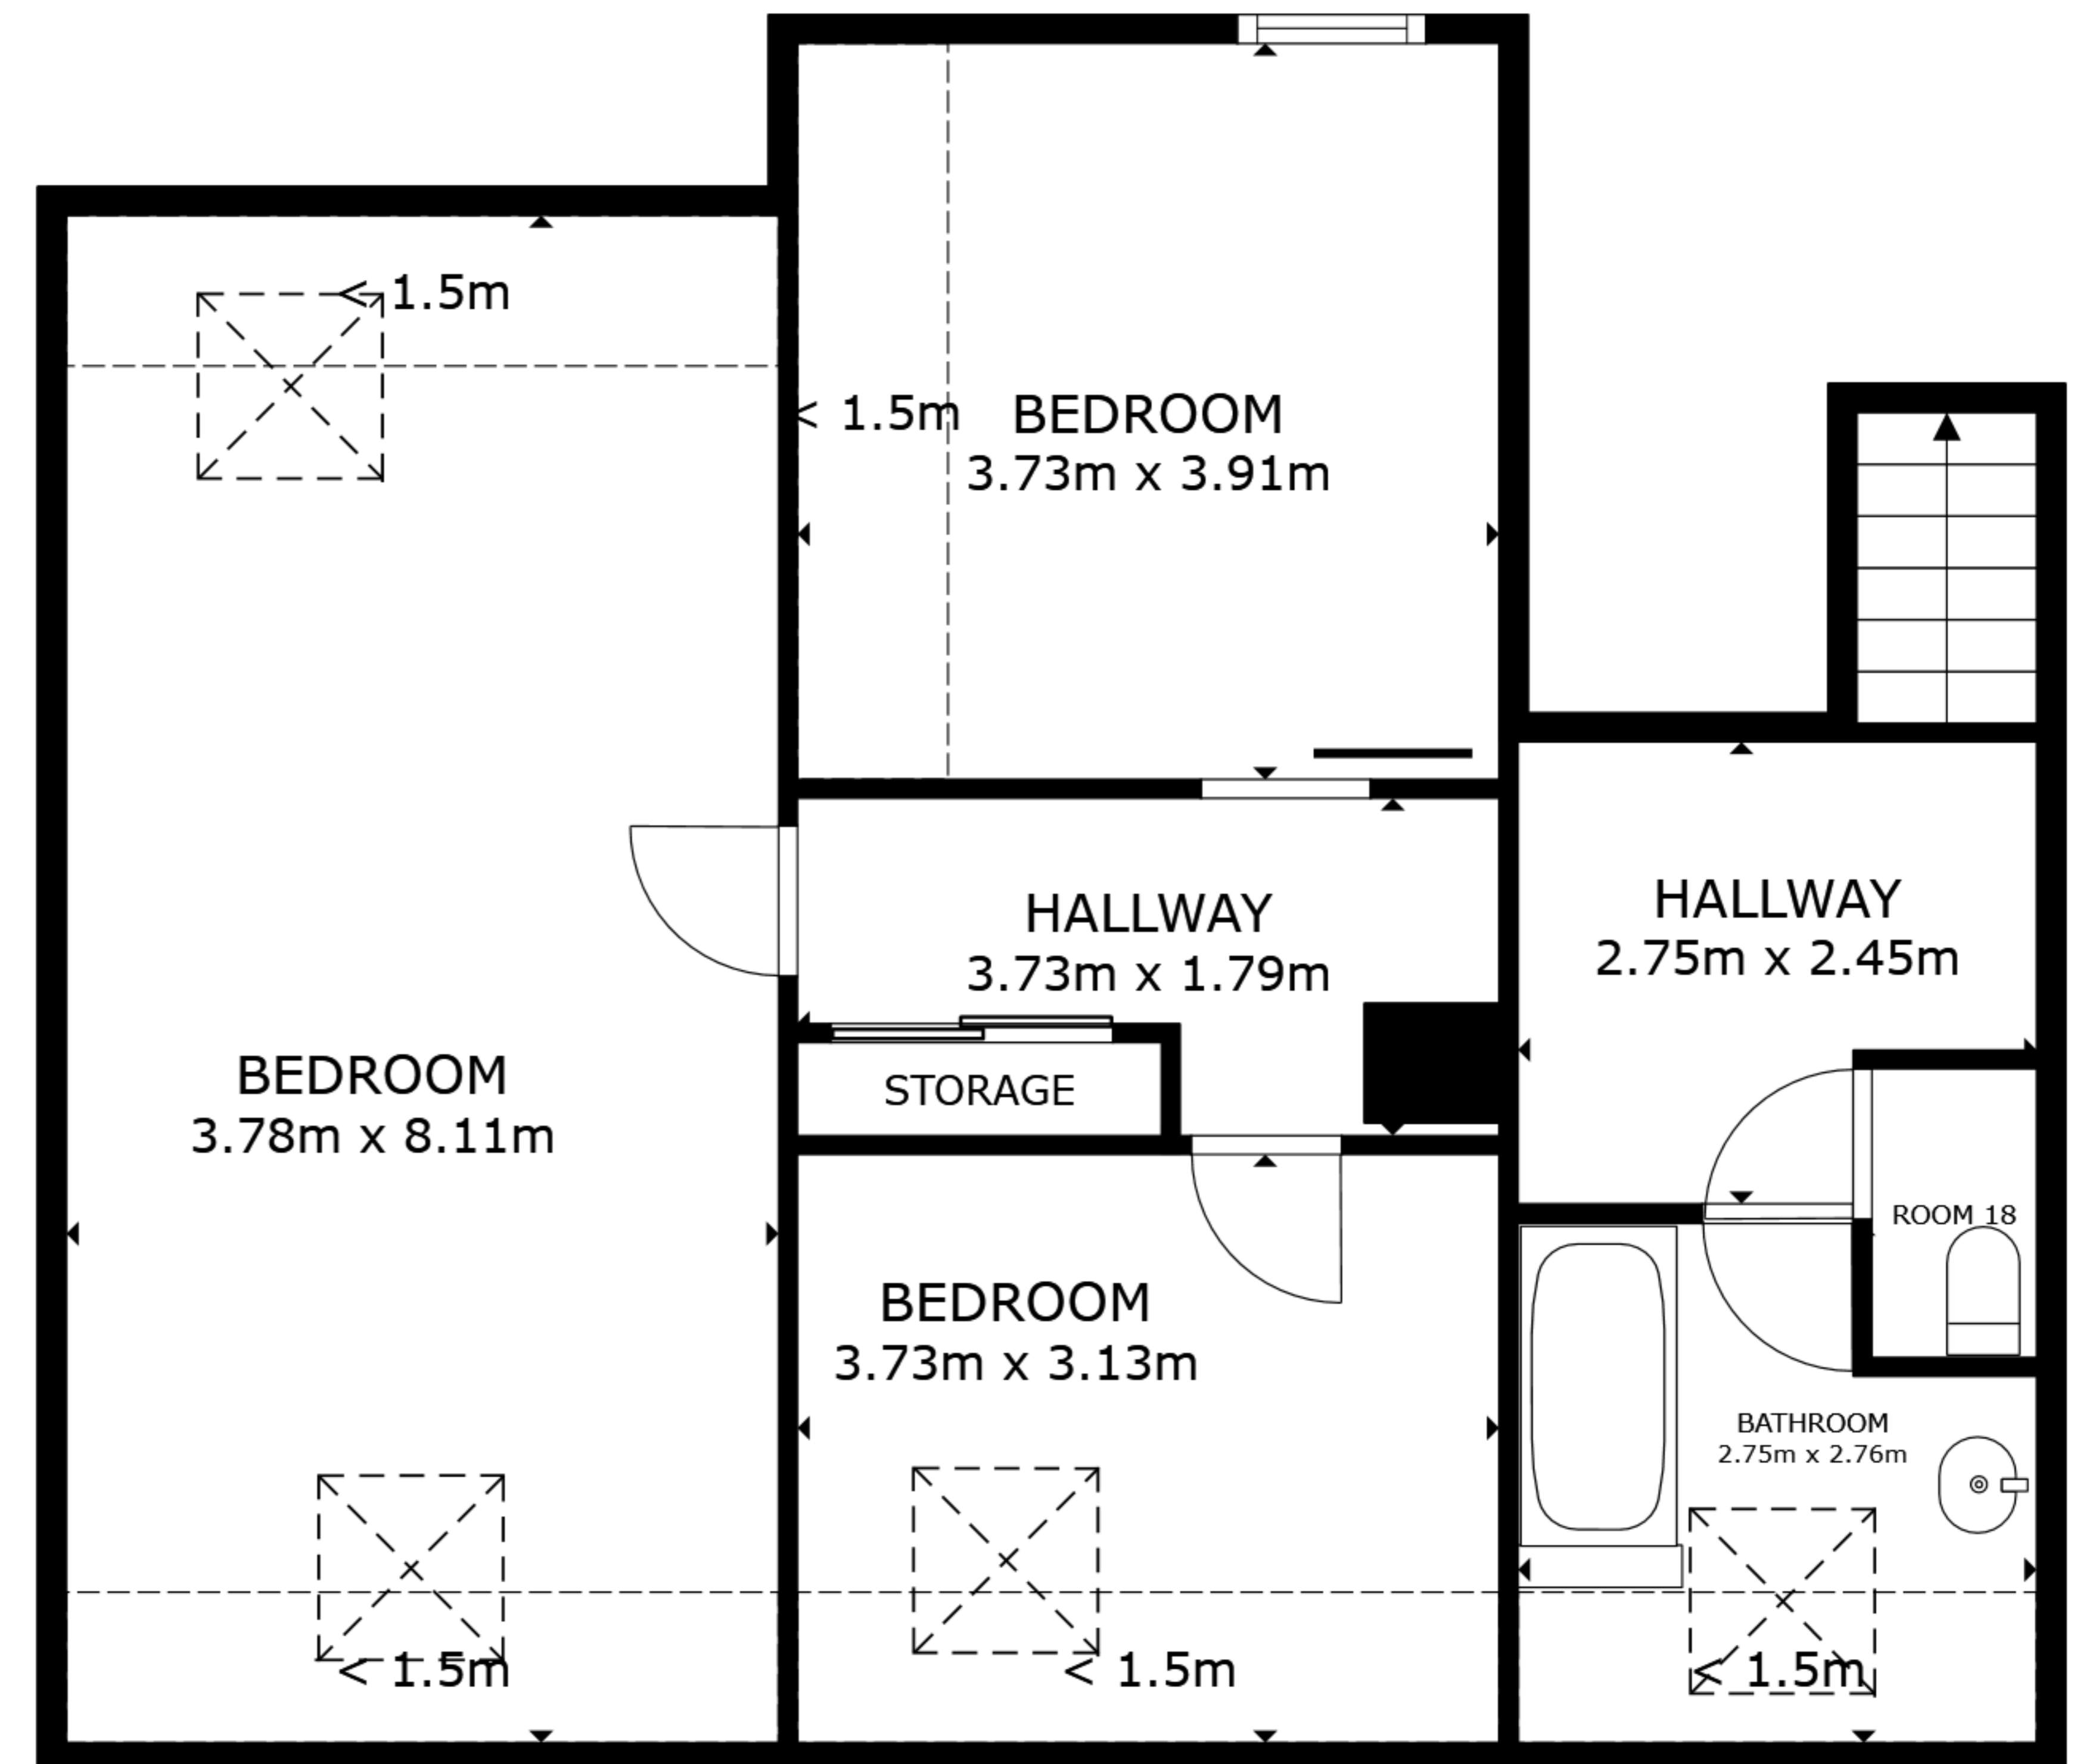 < 1.5m
< 1.5m
BEDROOM
3.73m x 3.91m
HALLWAY
3.73m x 1.79m
HALLWAY
2.75m x 2.45m
BEDROOM
3.78m x 8.11m
STORAGE
ROOM 18
BEDROOM
3.73m x 3.13m
BATHROOM
2.75m x 2.76m
< 1.5m
< 1.5m
< 1.5m